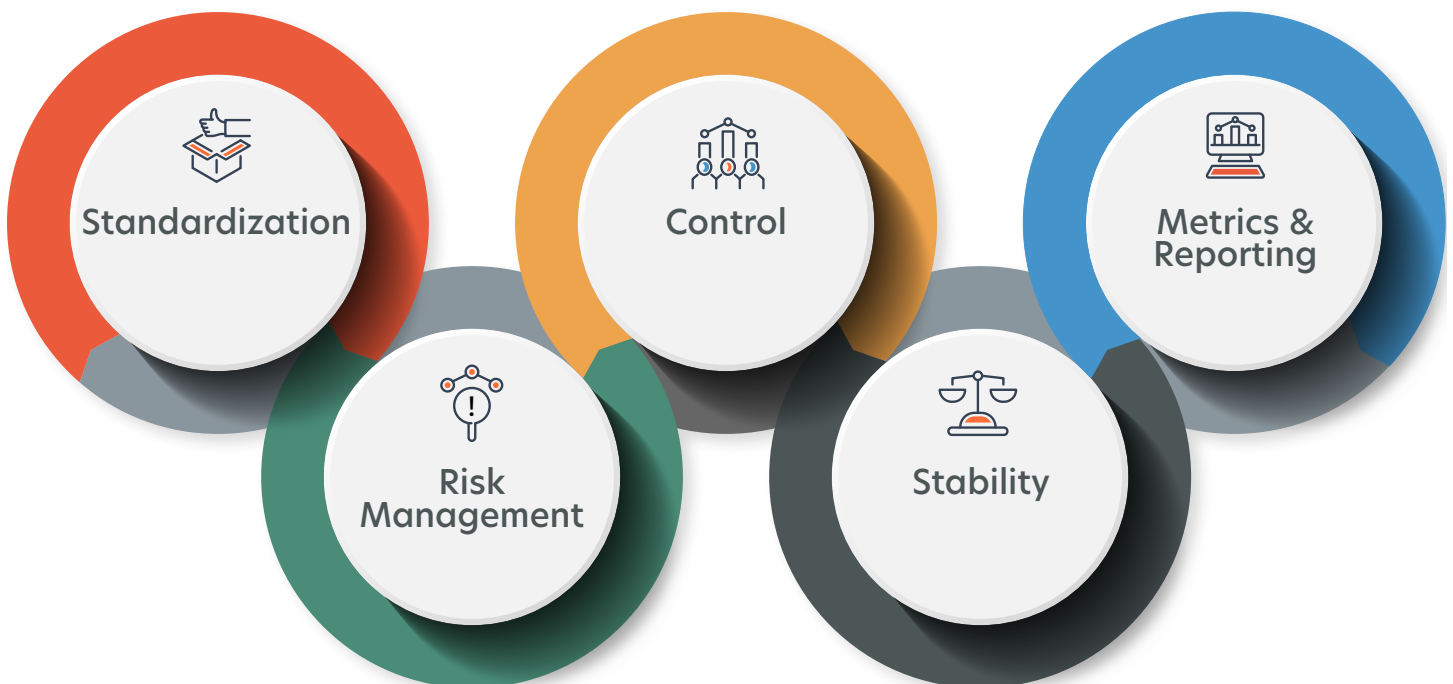 Standardization
Control
Metrics &
Reporting
!
Risk
Management
Stability